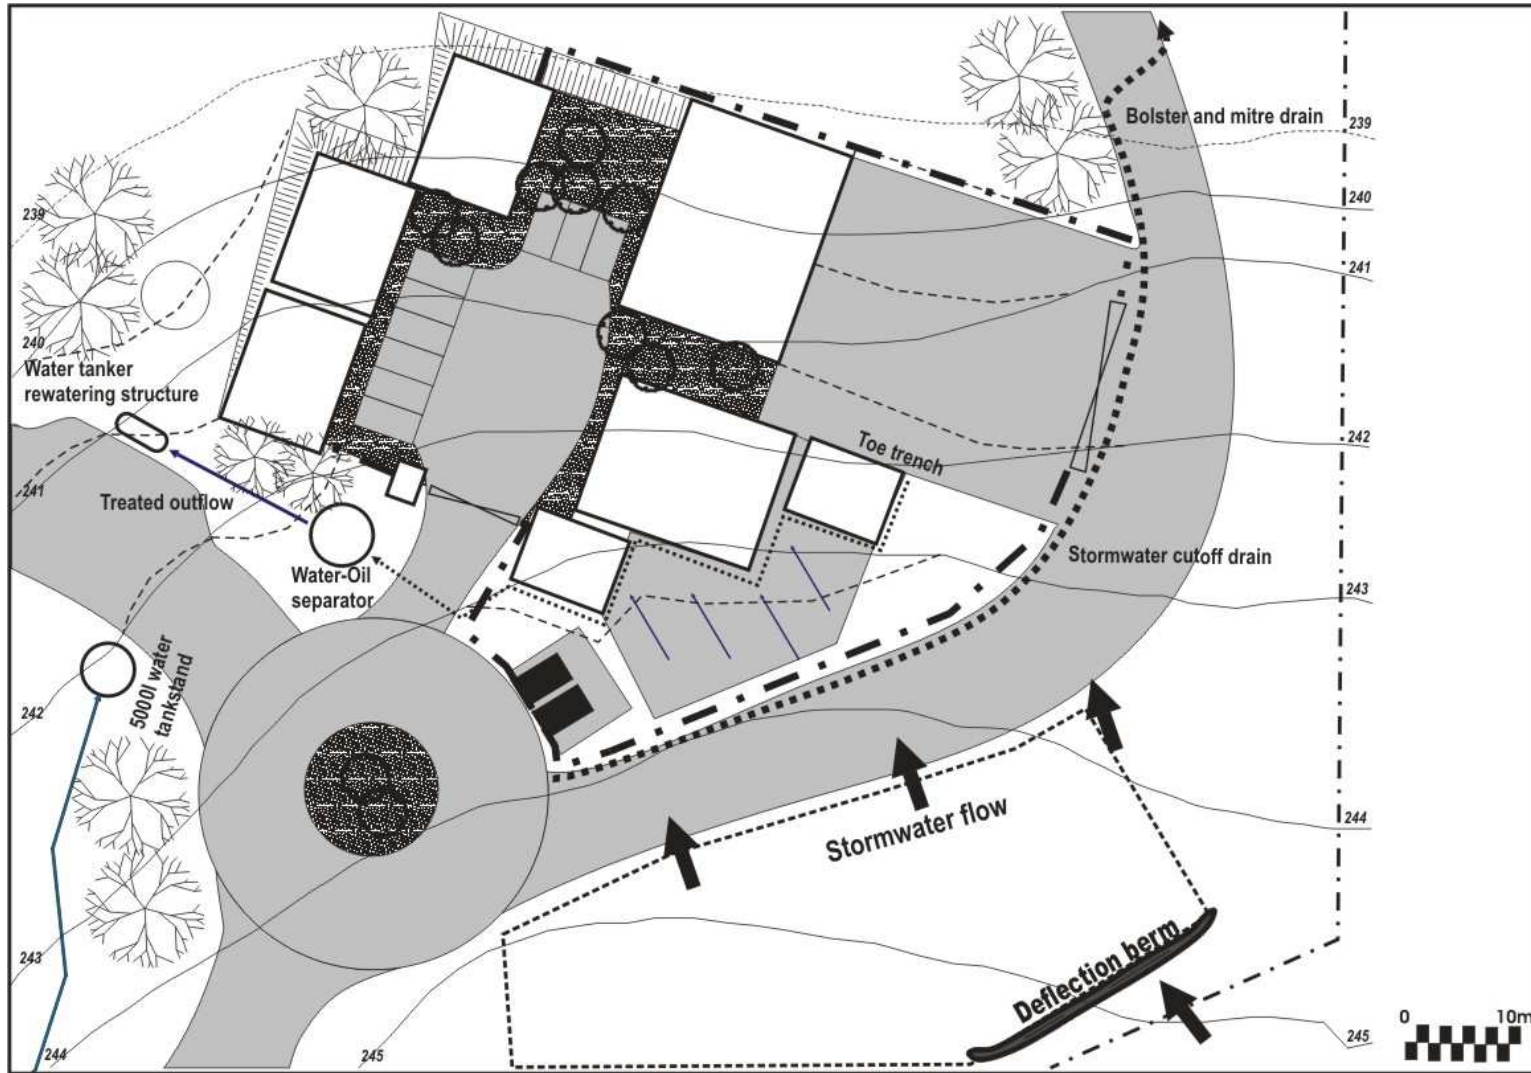 Bolster and mitre drain
239
240
241
239
240
Water tanker
rewatering structure
242
Toe trench
241
Treated outflow
Stormwater cutoff drain
Water-Oil
separator
243
5000l water
tankstand
242
244
Stormwater flow
243
Deflection berm
0 10m
245
244
245